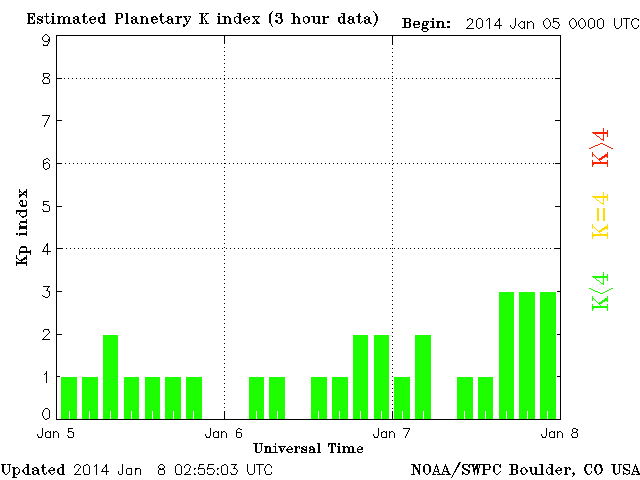 Estimated Planetary K index (3 hour data) Begin: 2014 Jan 05 0000 UTC
9
8
7
6
5
4
3
2
1
0
Kp index
K<4 K=4 K>4
Jan 5 Jan 6 Jan 7 Jan 8
Universal Time
Updated 2014 Jan 8 02:55:03 UTC NOAA/SWPC Boulder, CO USA